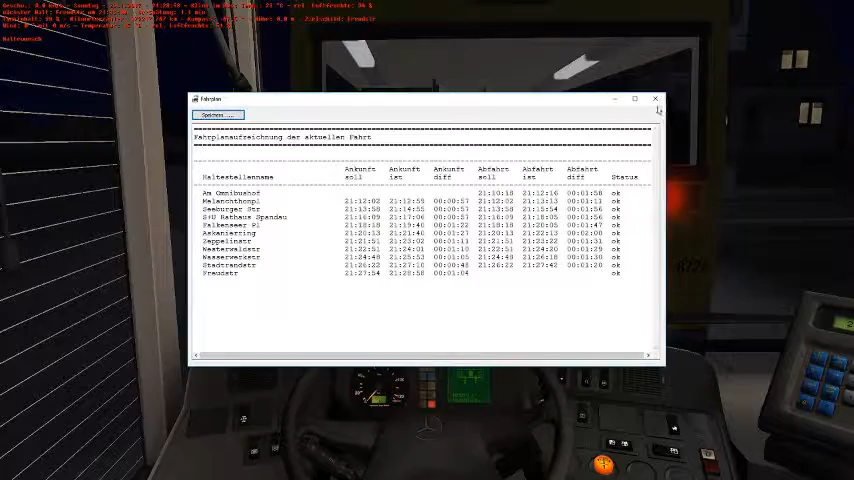 Fahrplan
Speichern ...
Fahrplanaufzeichnung der aktuellen Fahrt
Haltestellenname Ankunft soll Ankunft ist Ankunft diff Abfahrt soll Abfahrt ist Abfahrt diff Status
Am Omnibushof 21:10:18 21:12:16 00:01:58 ok
Melanchthonpl 21:12:02 21:12:59 00:00:57 21:12:02 21:13:13 00:01:11 ok
Seeburger Str 21:13:58 21:14:55 00:00:57 21:13:58 21:15:54 00:01:56 ok
S+U Rathaus Spandau 21:16:09 21:17:06 00:00:57 21:16:09 21:18:05 00:01:56 ok
Falkenseer Pl 21:18:18 21:19:40 00:01:22 21:18:18 21:20:05 00:01:47 ok
Askanierring 21:20:13 21:21:40 00:01:27 21:20:13 21:22:13 00:02:00 ok
Zeppelinstr 21:21:51 21:23:02 00:01:11 21:21:51 21:23:22 00:01:31 ok
Westerwaldstr 21:22:51 21:24:01 00:01:10 21:22:51 21:24:20 00:01:29 ok
Wasserwerkstr 21:24:48 21:25:53 00:01:05 21:24:48 21:26:18 00:01:30 ok
Stadtrandstr 21:26:22 21:27:10 00:00:48 21:26:22 21:27:42 00:01:20 ok
Freudstr 21:27:54 21:28:58 00:01:04 ok